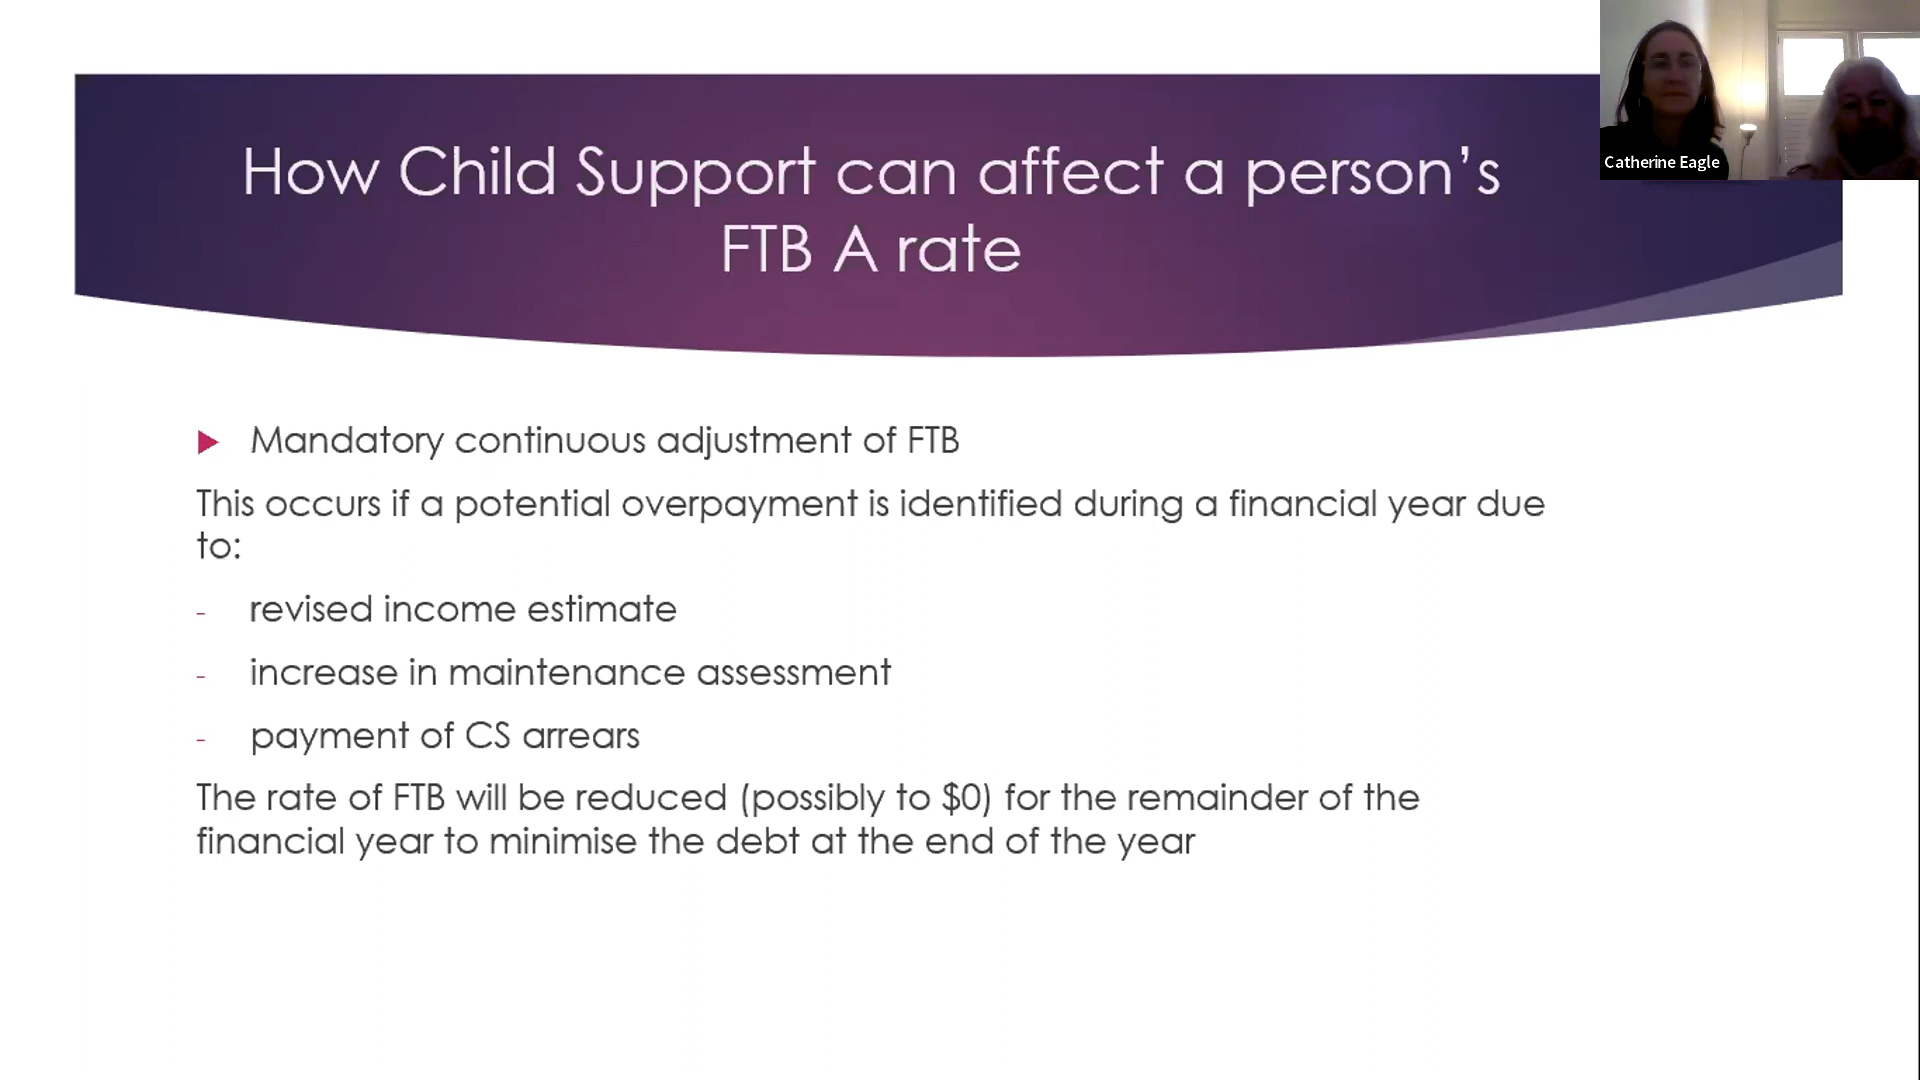 How Child Support can affect a person’s
FTB A rate
Catherine Eagle
Mandatory continuous adjustment of FTB
This occurs if a potential overpayment is identified during a financial year due
to:
- revised income estimate
- increase in maintenance assessment
- payment of CS arrears
The rate of FTB will be reduced (possibly to $0) for the remainder of the
financial year to minimise the debt at the end of the year